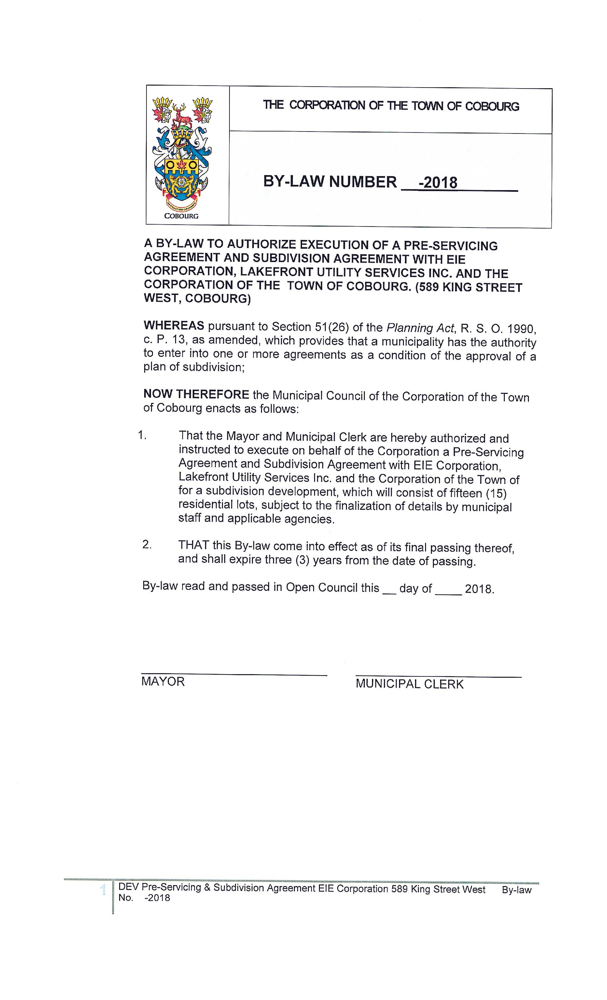 THE CORPORATION OF THE TOWN OF COBOURG
BY-LAW NUMBER __-2018
COBOURG
A BY-LAW TO AUTHORIZE EXECUTION OF A PRE-SERVICING
AGREEMENT AND SUBDIVISION AGREEMENT WITH EIE
CORPORATION, LAKEFRONT UTILITY SERVICES INC. AND THE
CORPORATION OF THE TOWN OF COBOURG. (589 KING STREET
WEST, COBOURG)
WHEREAS pursuant to Section 51(26) of the Planning Act, R. S. O. 1990,
c. P. 13, as amended, which provides that a municipality has the authority
to enter into one or more agreements as a condition of the approval of a
plan of subdivision;
NOW THEREFORE the Municipal Council of the Corporation of the Town
of Cobourg enacts as follows:
1. That the Mayor and Municipal Clerk are hereby authorized and
instructed to execute on behalf of the Corporation a Pre-Servicing
Agreement and Subdivision Agreement with EIE Corporation,
Lakefront Utility Services Inc. and the Corporation of the Town of
for a subdivision development, which will consist of fifteen (15)
residential lots, subject to the finalization of details by municipal
staff and applicable agencies.
2. THAT this By-law come into effect as of its final passing thereof,
and shall expire three (3) years from the date of passing.
By-law read and passed in Open Council this __ day of ____ 2018.
MAYOR
MUNICIPAL CLERK
1
DEV Pre-Servicing & Subdivision Agreement EIE Corporation 589 King Street West By-law
No. -2018